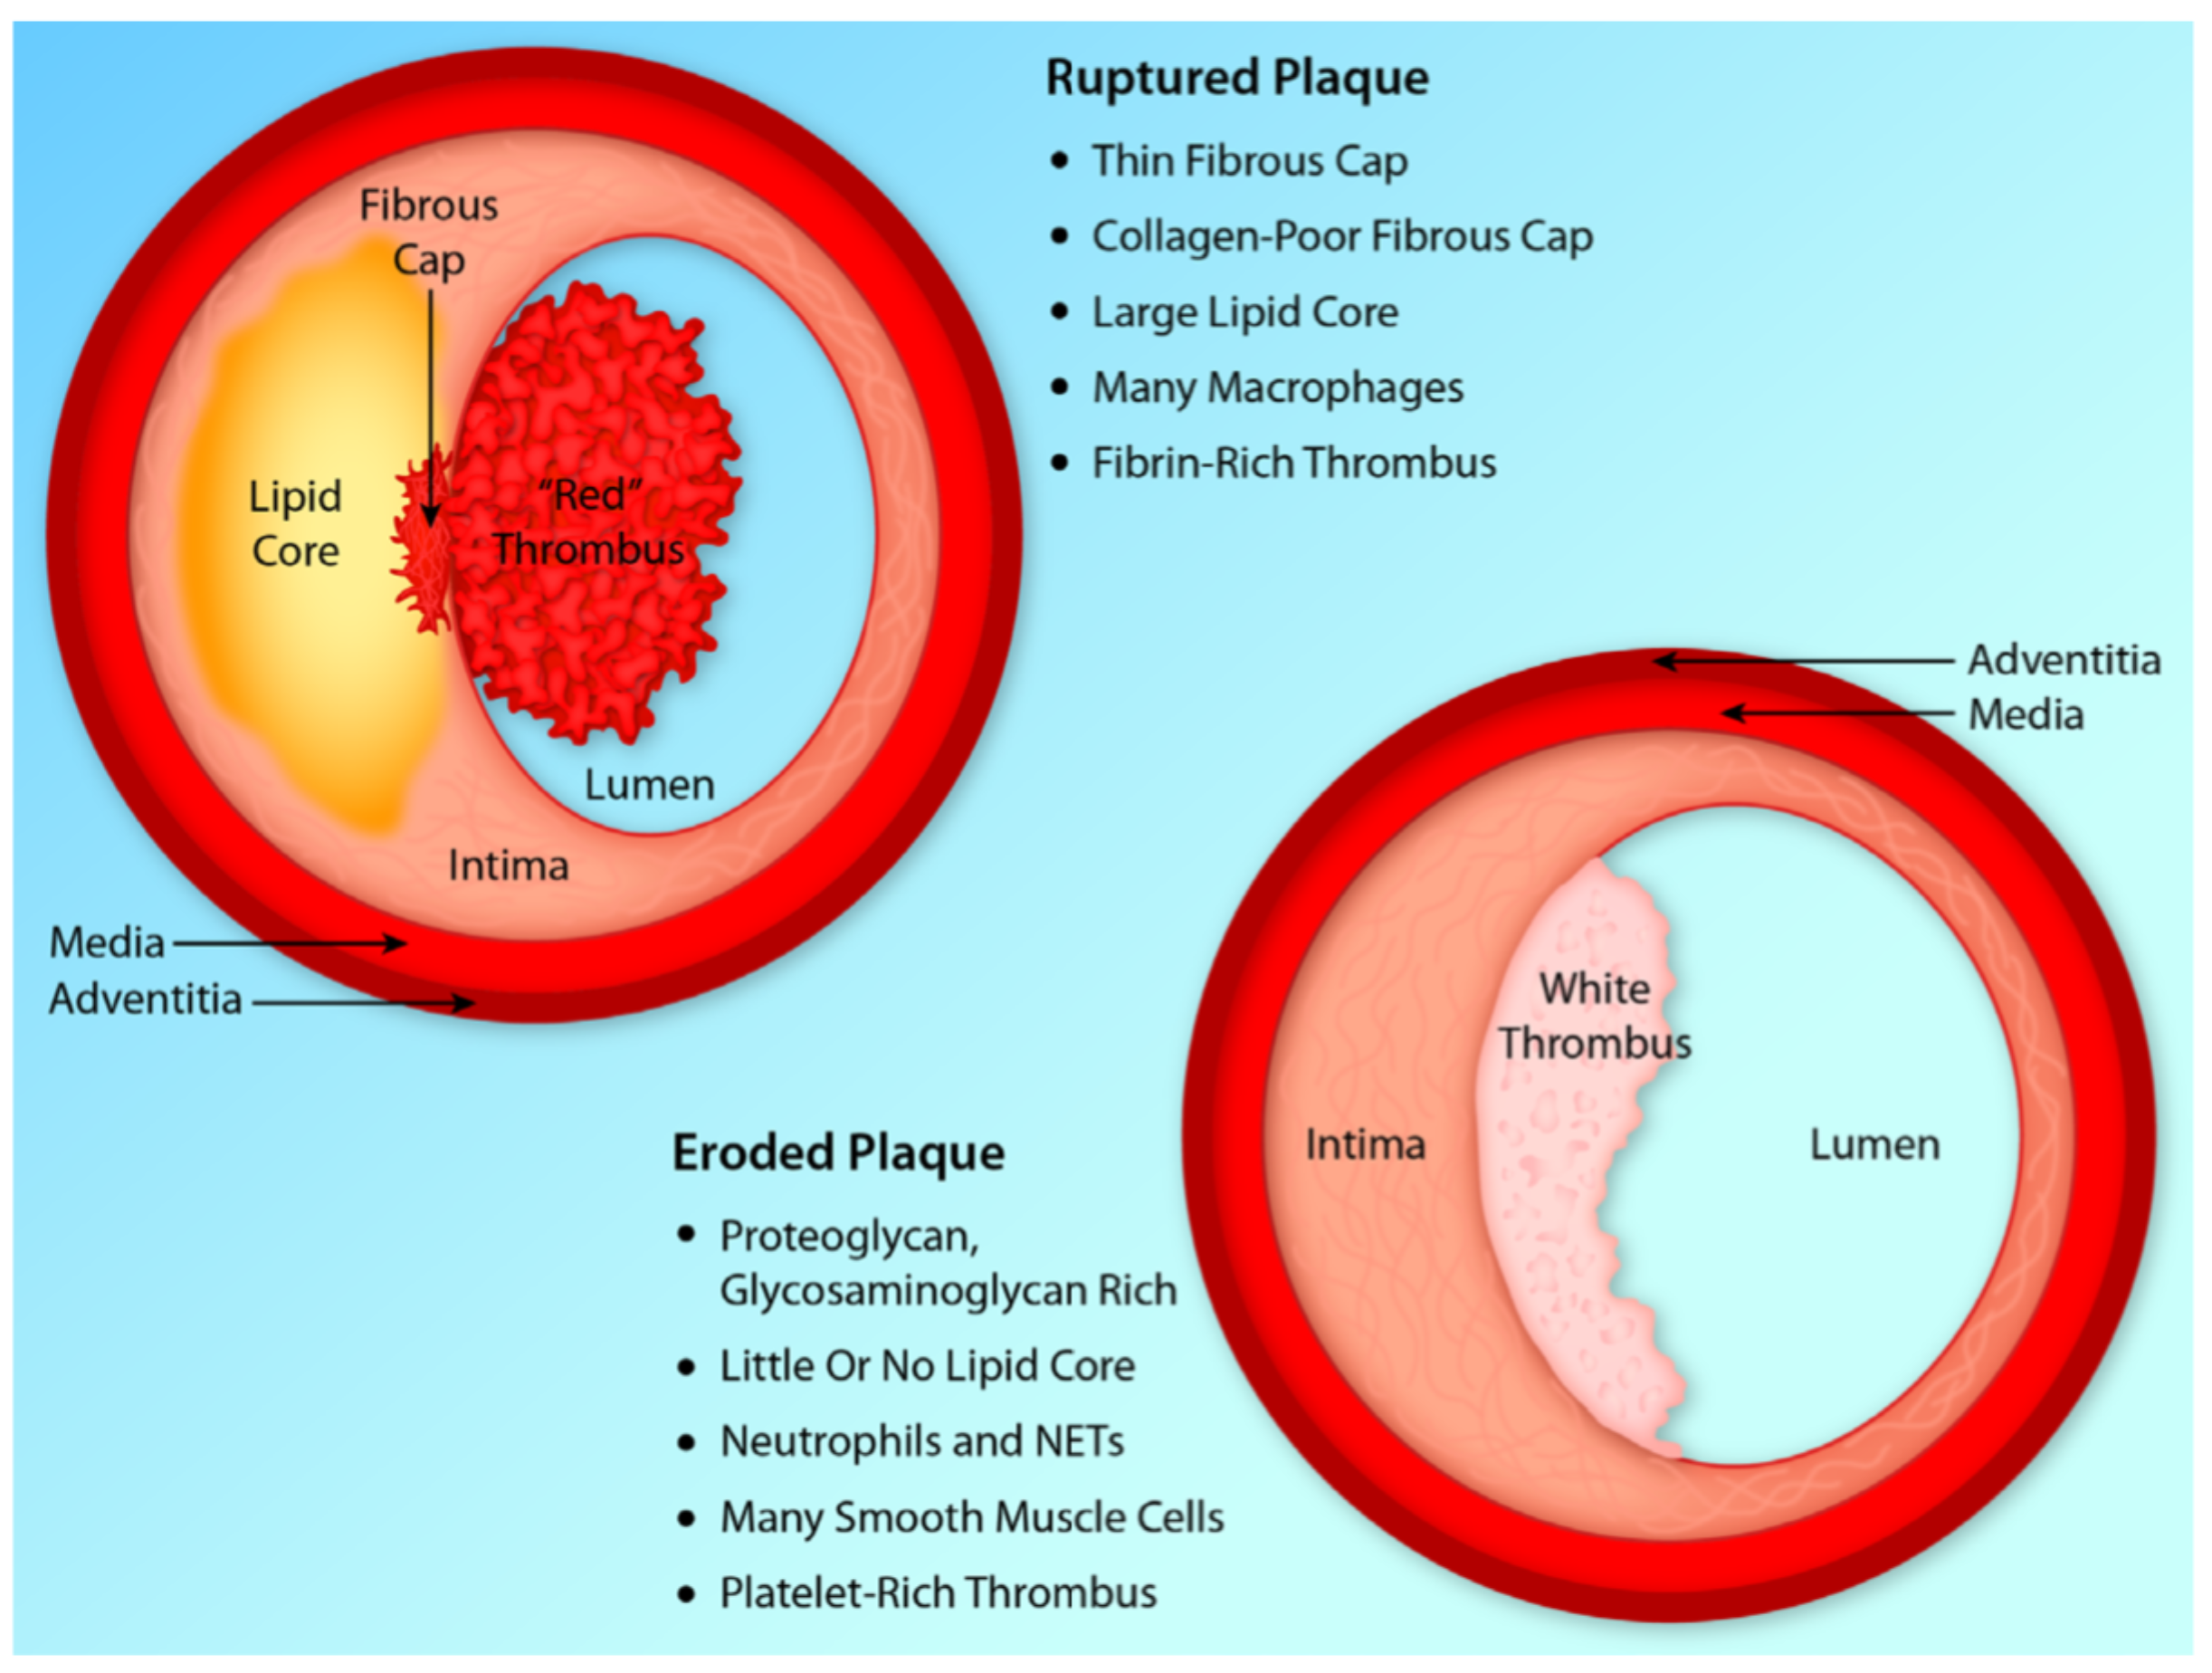 Ruptured Plaque
• Thin Fibrous Cap
• Collagen-Poor Fibrous Cap
• Large Lipid Core
• Many Macrophages
• Fibrin-Rich Thrombus
Fibrous
Cap
Lipid
Core
“Red”
Thrombus
Lumen
Intima
Media
Adventitia
Adventitia
Media
White
Thrombus
Intima
Lumen
Eroded Plaque
• Proteoglycan,
Glycosaminoglycan Rich
• Little Or No Lipid Core
• Neutrophils and NETs
• Many Smooth Muscle Cells
• Platelet-Rich Thrombus